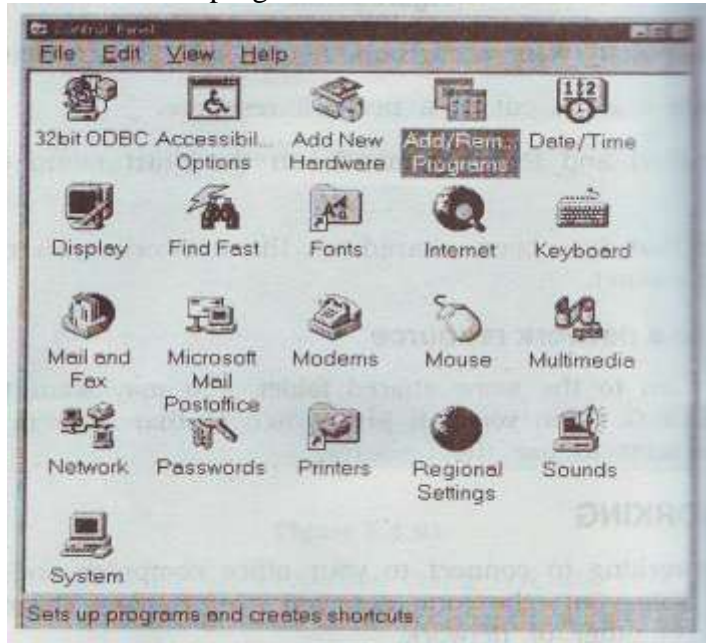 Control Panel
File Edit View Help
32bit ODBC Accessibil... Add New Add/Rem... Date/Time
Options Hardware Programs
Display Find Fast Fonts Internet Keyboard
Mail and Microsoft Modems Mouse Multimedia
Fax Mail
Postoffice
Network Passwords Printers Regional Sounds
Settings
System
Sets up programs and creates shortcuts.